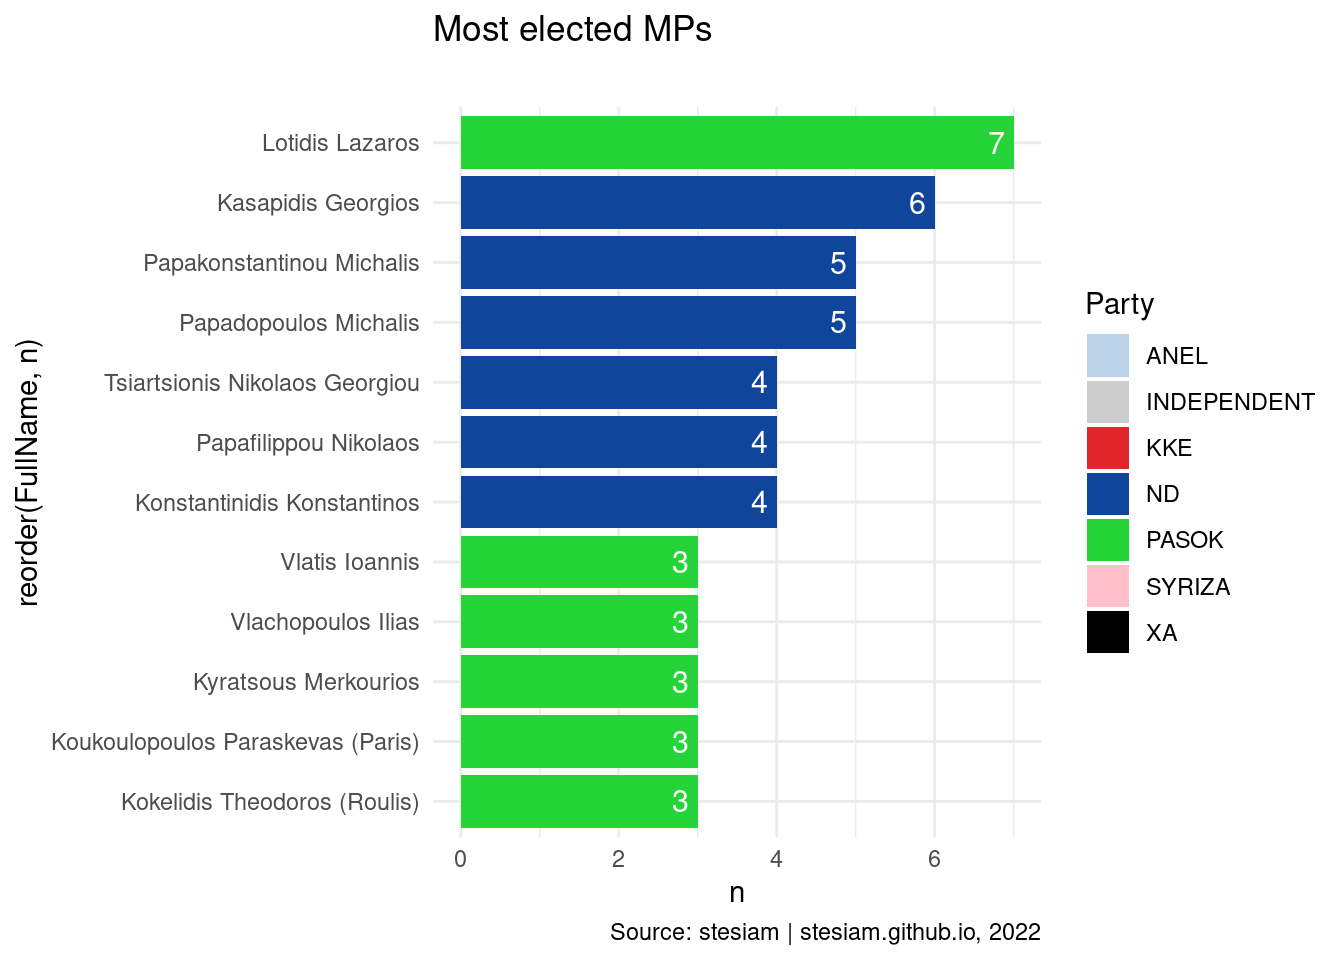 Most elected MPs
Lotidis Lazaros 7
Kasapidis Georgios 6
Papakonstantinou Michalis 5
Papadopoulos Michalis 5
Tsiartsionis Nikolaos Georgiou 4
Papafilippou Nikolaos 4
Konstantinidis Konstantinos 4
Vlatis Ioannis 3
Vlachopoulos Ilias 3
Kyratsous Merkourios 3
Koukoulopoulos Paraskevas (Paris) 3
Kokelidis Theodoros (Roulis) 3
reorder(FullName, n)
0 2 4 6
n
Party
ANEL
INDEPENDENT
KKE
ND
PASOK
SYRIZA
XA
Source: stesiam | stesiam.github.io, 2022